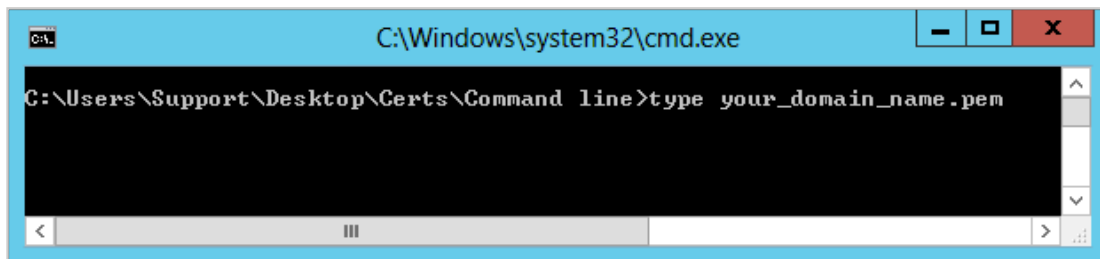 C:\Windows\system32\cmd.exe
C:\Users\Support\Desktop\Certs\Command line>type your_domain_name.pem